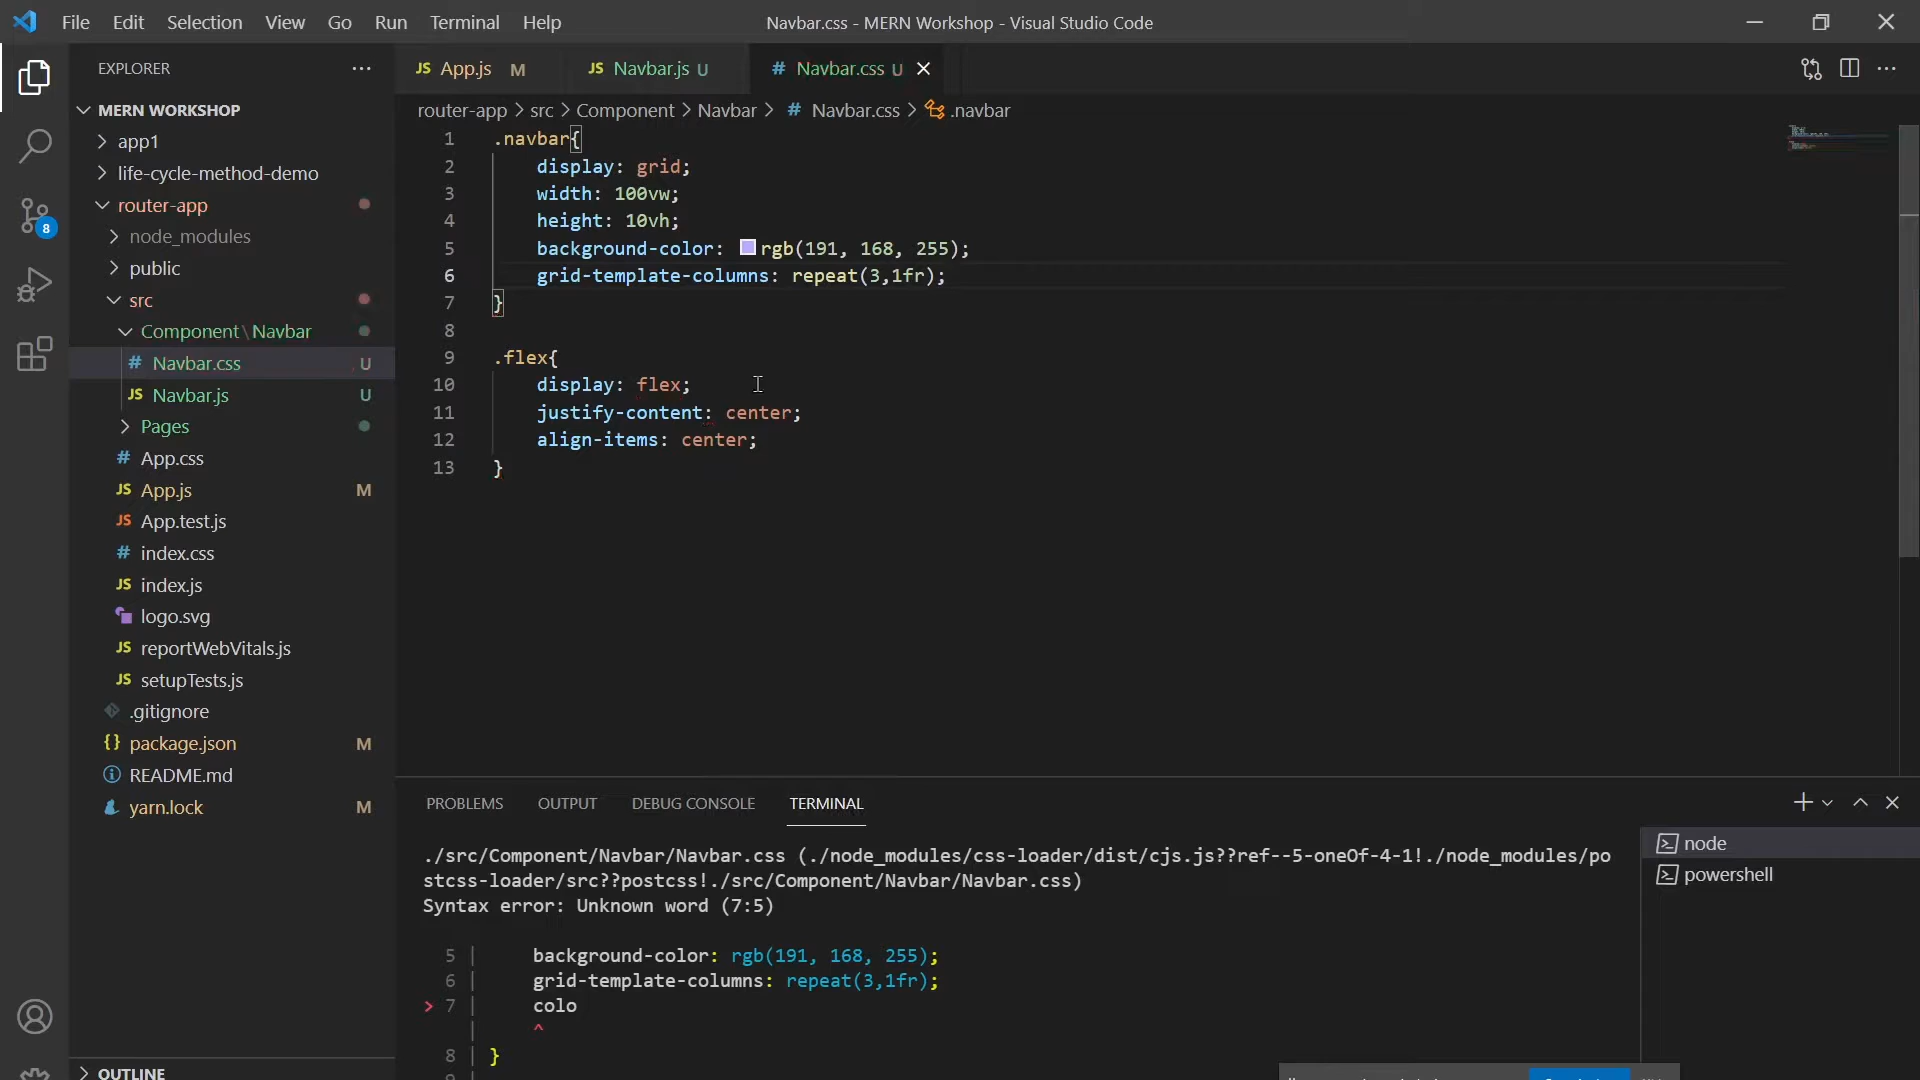 File Edit Selection View Go Run Terminal Help
Navbar.css - MERN Workshop - Visual Studio Code
EXPLORER
MERN WORKSHOP
app1
life-cycle-method-demo
router-app
node_modules
public
src
Component\Navbar
# Navbar.css U
JS Navbar.js U
Pages
# App.css
JS App.js M
JS App.test.js
# index.css
JS index.js
logo.svg
JS reportWebVitals.js
JS setupTests.js
.gitignore
{} package.json M
README.md
yarn.lock M
OUTLINE
8
JS App.js M JS Navbar.js U # Navbar.css U
router-app > src > Component > Navbar > # Navbar.css > .navbar
1 .navbar{
2 display: grid;
3 width: 100vw;
4 height: 10vh;
5 background-color: rgb(191, 168, 255);
6 grid-template-columns: repeat(3,1fr);
7 }
8
9 .flex{
10 display: flex;
11 justify-content: center;
12 align-items: center;
13 }
PROBLEMS OUTPUT DEBUG CONSOLE TERMINAL
./src/Component/Navbar/Navbar.css (./node_modules/css-loader/dist/cjs.js??ref--5-oneOf-4-1!./node_modules/po
stcss-loader/src??postcss!./src/Component/Navbar/Navbar.css)
Syntax error: Unknown word (7:5)
5 | background-color: rgb(191, 168, 255);
6 | grid-template-columns: repeat(3,1fr);
> 7 | colo
| ^
8 | }
node
powershell